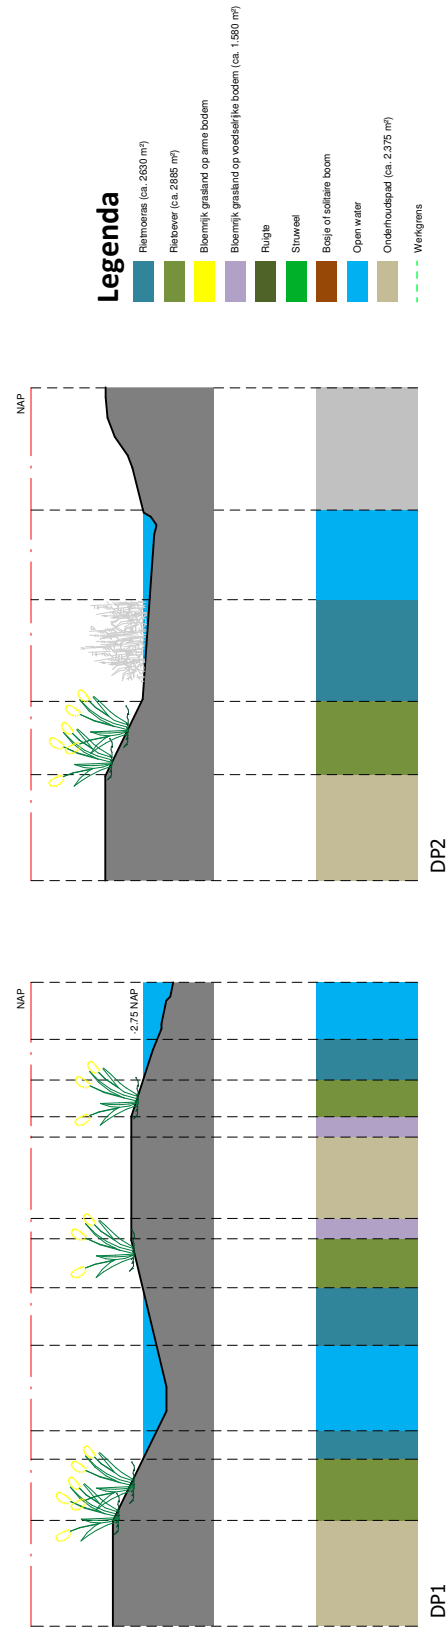 Legenda
Rietmoeras (ca. 2630 m²)
Rietoever (ca. 2885 m²)
Bloemrijk grasland op arme bodem
Bloemrijk grasland op voedselrijke bodem (ca. 1.580 m²)
Ruigte
Struweel
Bosje of solitaire boom
Open water
Onderhoudspad (ca. 2.375 m²)
Werkgrens
NAP
DP2
NAP
-2.75 NAP
DP1